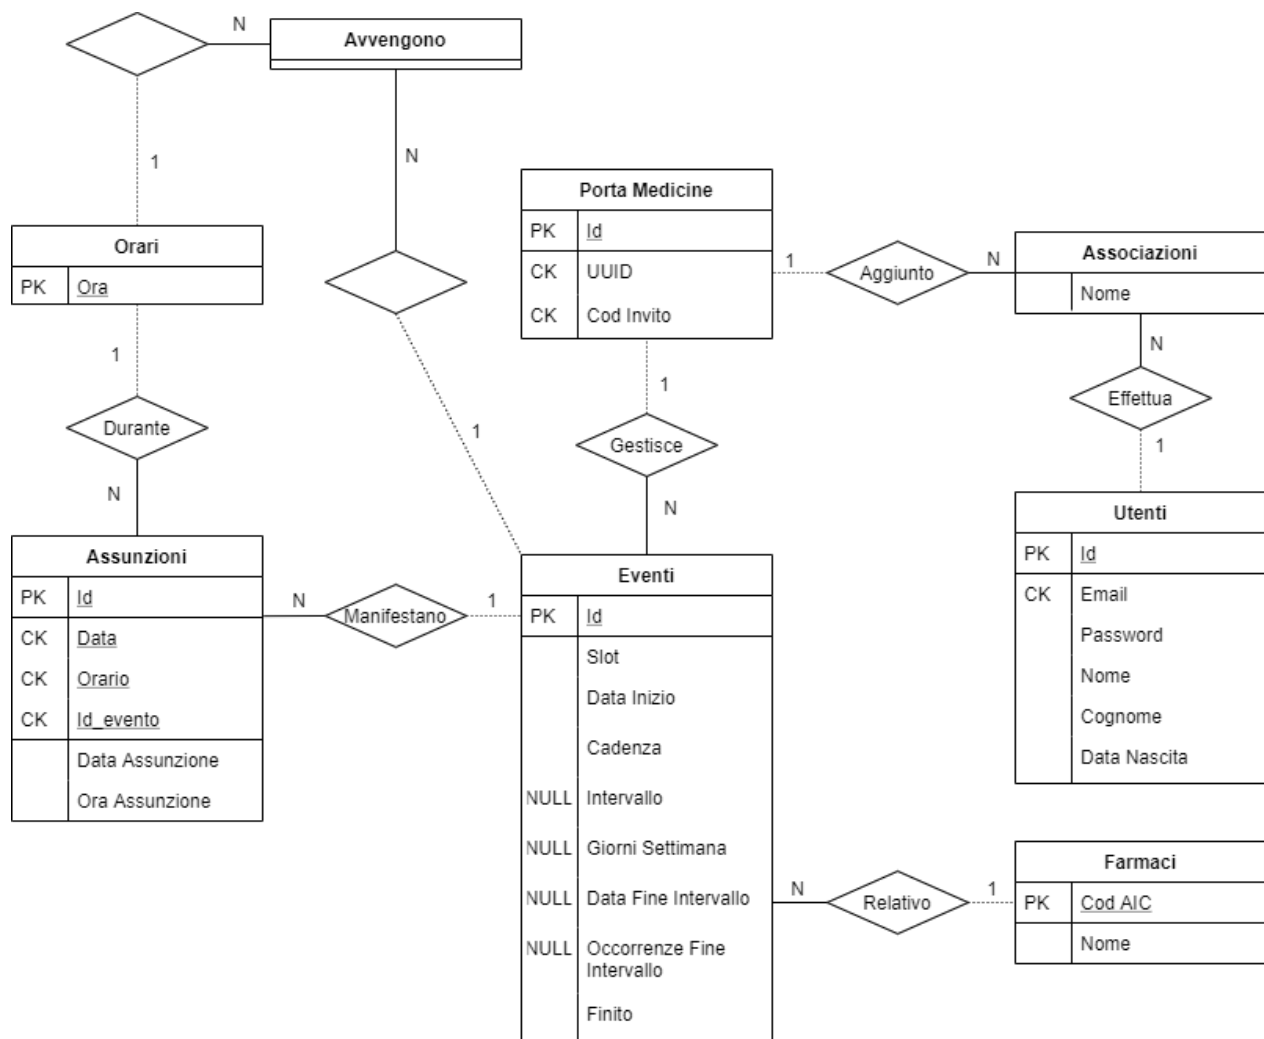 N
Avvengono
1
N
Orari
PK Ora
1
Durante
N
Assunzioni
PK Id
CK Data
CK Orario
CK Id_evento
Data Assunzione
Ora Assunzione
N
Manifestano
1
1
Porta Medicine
PK Id
CK UUID
CK Cod Invito
1
Aggiunto
N
Associazioni
Nome
N
Effettua
1
Utenti
PK Id
CK Email
Password
Nome
Cognome
Data Nascita
1
Gestisce
N
Eventi
PK Id
Slot
Data Inizio
Cadenza
NULL Intervallo
NULL Giorni Settimana
NULL Data Fine Intervallo
NULL Occorrenze Fine
Intervallo
Finito
N
Relativo
1
Farmaci
PK Cod AIC
Nome